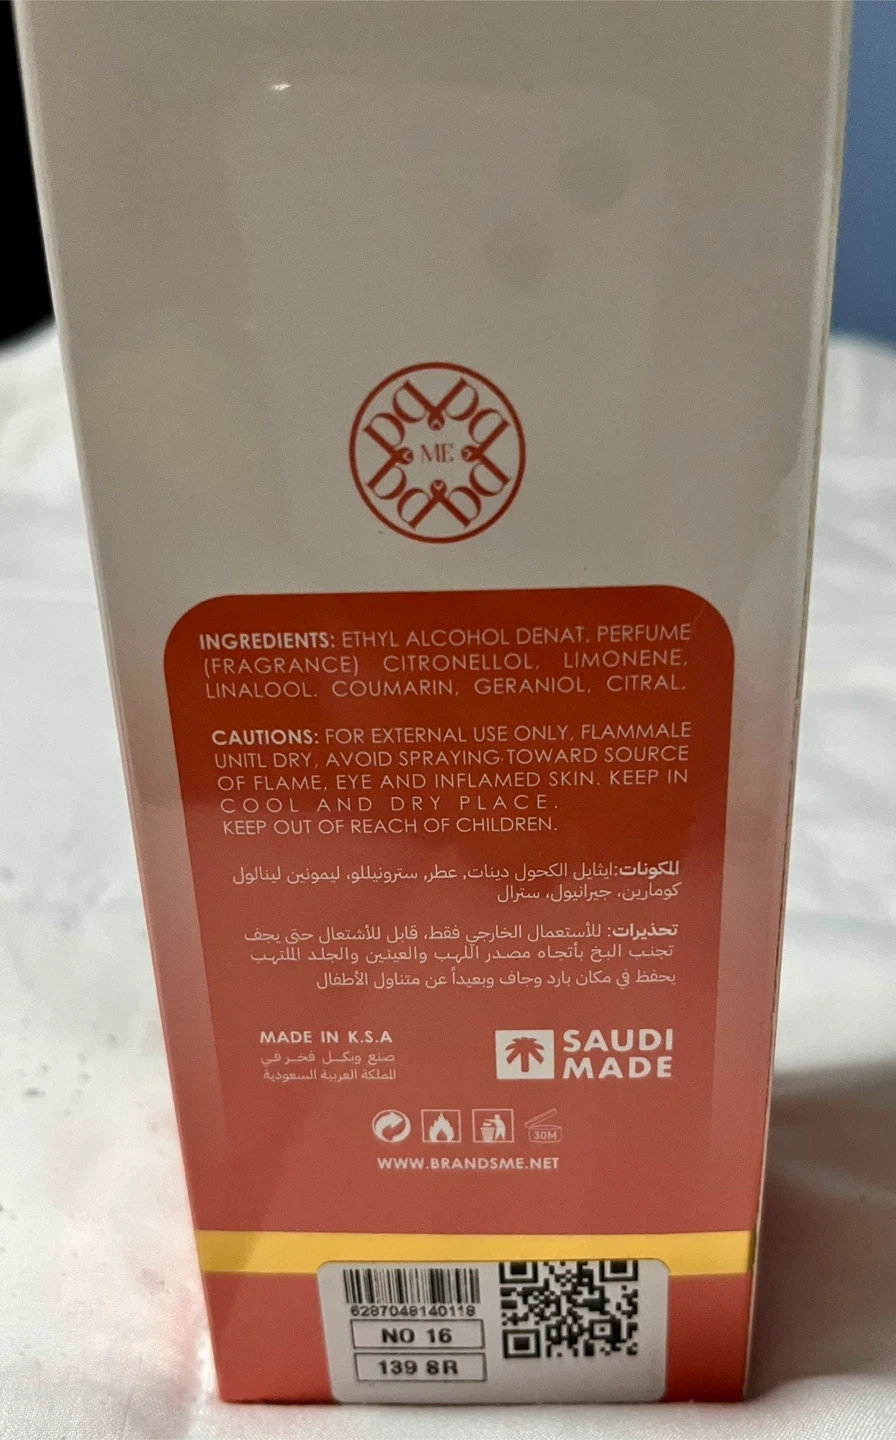 ME
INGREDIENTS: ETHYL ALCOHOL DENAT. PERFUME
(FRAGRANCE) CITRONELLOL, LIMONENE,
LINALOOL. COUMARIN, GERANIOL, CITRAL.
CAUTIONS: FOR EXTERNAL USE ONLY, FLAMMALE
UNITL DRY, AVOID SPRAYING TOWARD SOURCE
OF FLAME, EYE AND INFLAMED SKIN. KEEP IN
COOL AND DRY PLACE.
KEEP OUT OF REACH OF CHILDREN.
المكونات: ايثايل الكحول دينات, عطر, سترونيللو، ليمونين لينالول
كومارين، جيرانيول، سترال
تحذيرات: للأستعمال الخارجي فقط، قابل للأشتعال حتى يجف
تجنب البخ بأتجاه مصدر اللهب والعينين والجلد الملتهب
يحفظ في مكان بارد وجاف وبعيداً عن متناول الأطفال
MADE IN K.S.A
صنع وبكل فخر في
المملكة العربية السعودية
SAUDI
MADE
30M
WWW.BRANDSME.NET
6287048140118
NO 16
139 SR